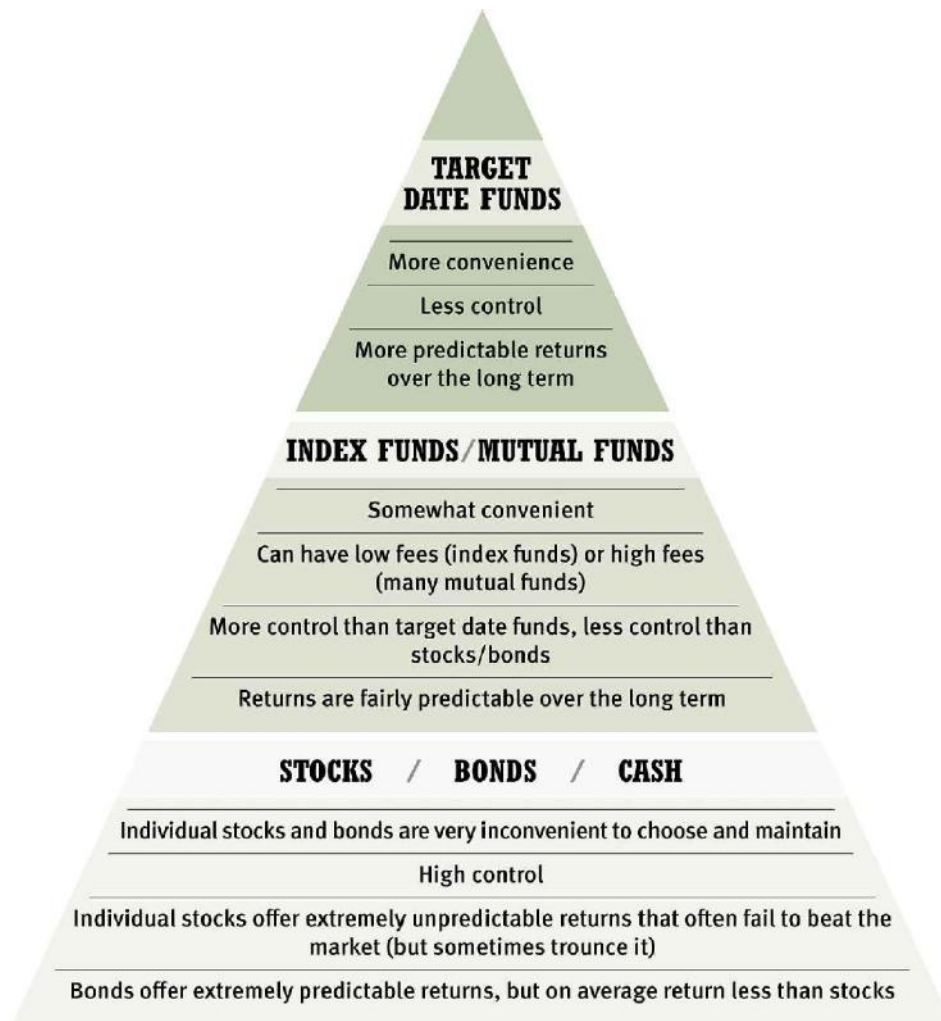 TARGET
DATE FUNDS
More convenience
Less control
More predictable returns
over the long term
INDEX FUNDS/MUTUAL FUNDS
Somewhat convenient
Can have low fees (index funds) or high fees
(many mutual funds)
More control than target date funds, less control than
stocks/bonds
Returns are fairly predictable over the long term
STOCKS / BONDS / CASH
Individual stocks and bonds are very inconvenient to choose and maintain
High control
Individual stocks offer extremely unpredictable returns that often fail to beat the
market (but sometimes trounce it)
Bonds offer extremely predictable returns, but on average return less than stocks